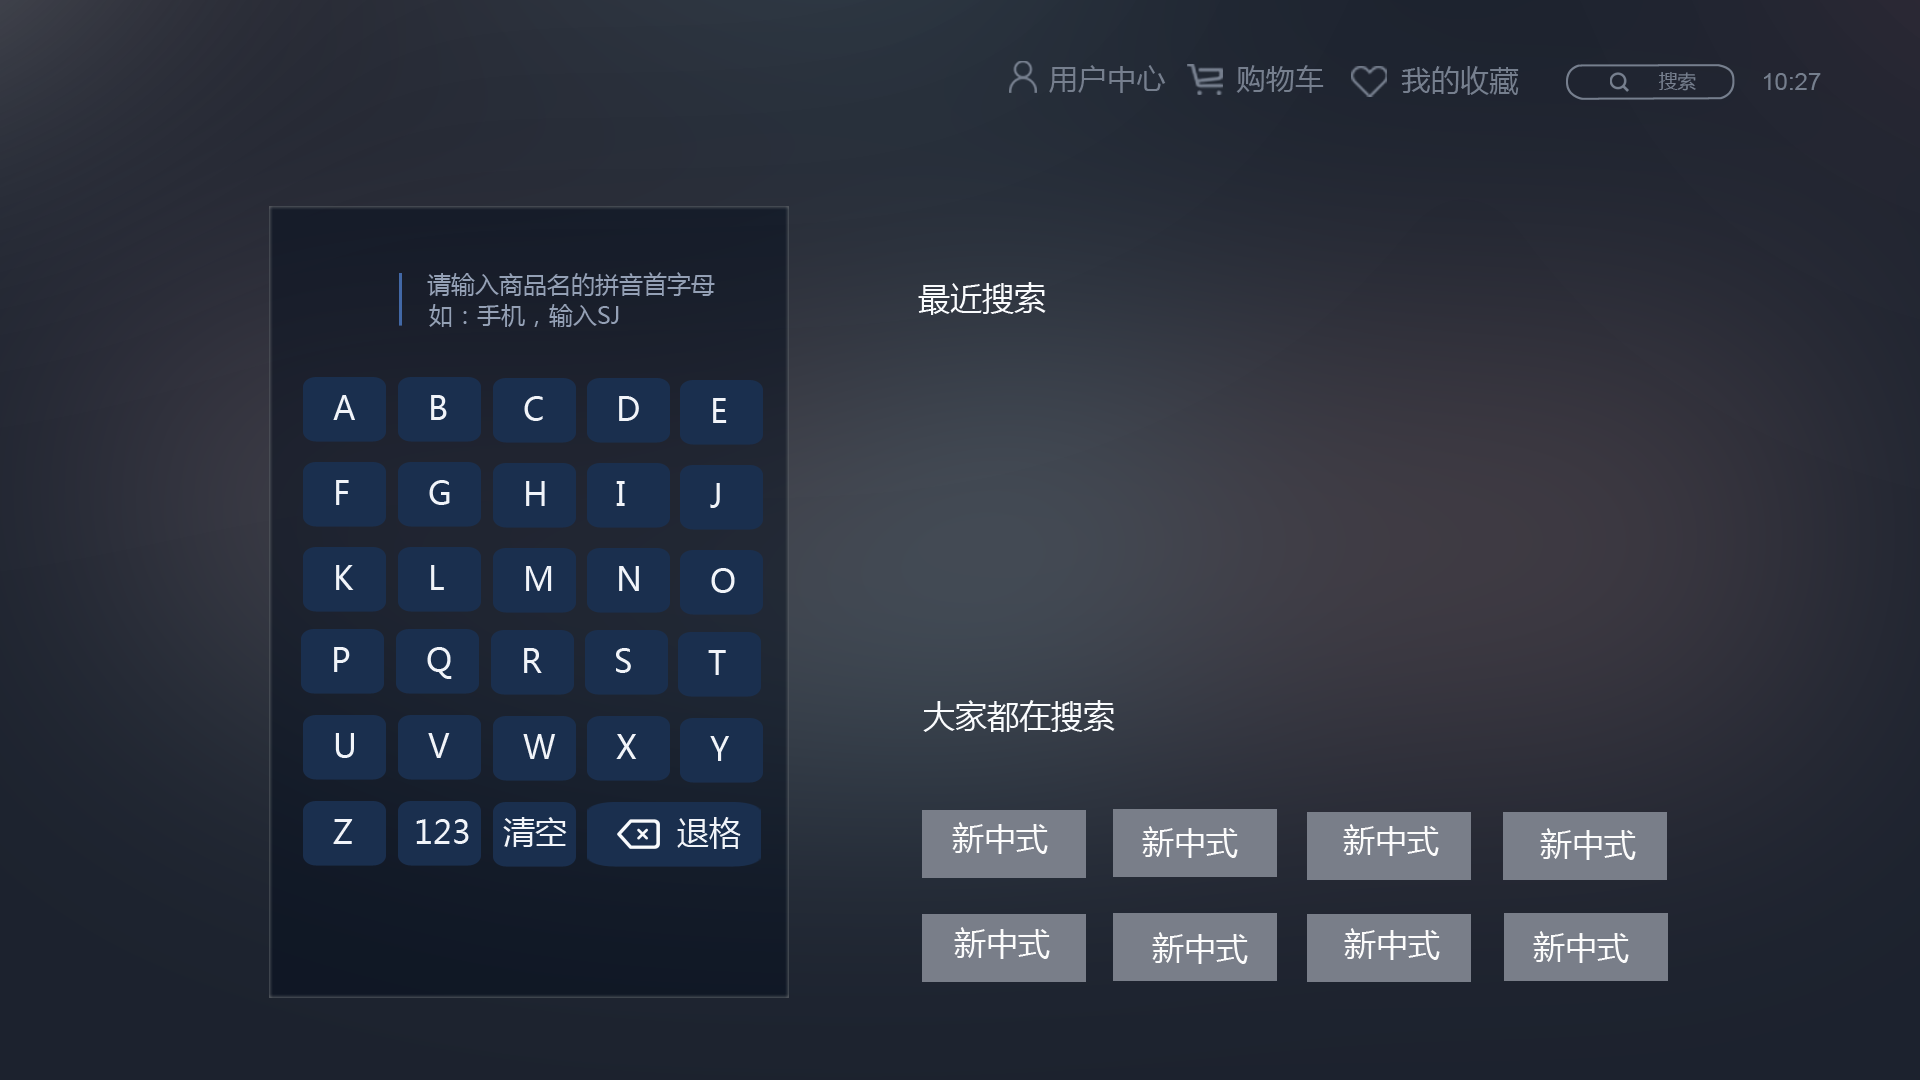 用户中心 购物车 我的收藏 搜索 10:27
请输入商品名的拼音首字母
如：手机，输入SJ
A B C D E
F G H I J
K L M N O
P Q R S T
U V W X Y
Z 123 清空 退格
最近搜索
大家都在搜索
新中式 新中式 新中式 新中式
新中式 新中式 新中式 新中式